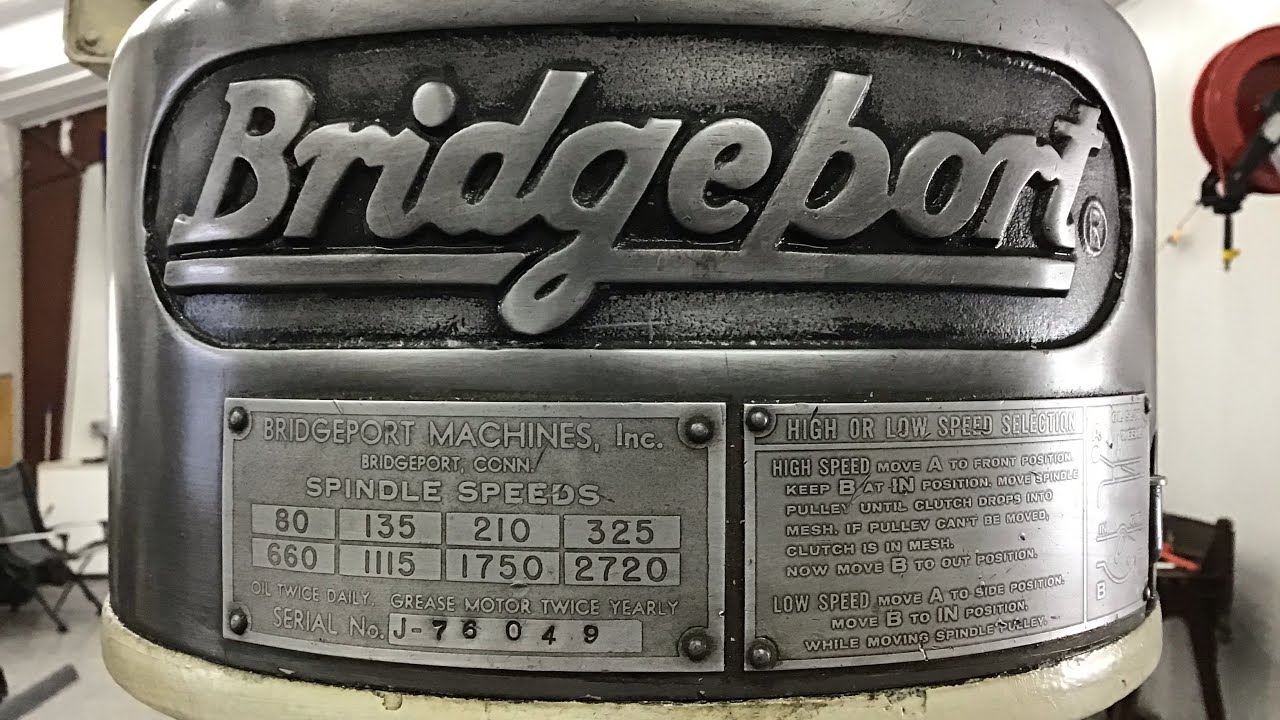 Bridgeport®
BRIDGEPORT MACHINES, Inc.
BRIDGEPORT, CONN.
SPINDLE SPEEDS
80 135 210 325
660 1115 1750 2720
OIL TWICE DAILY. GREASE MOTOR TWICE YEARLY
SERIAL No. J-76049
HIGH OR LOW SPEED SELECTION
HIGH SPEED MOVE A TO FRONT POSITION.
KEEP B AT IN POSITION. MOVE SPINDLE
PULLEY UNTIL CLUTCH DROPS INTO
MESH. IF PULLEY CAN'T BE MOVED,
CLUTCH IS IN MESH.
NOW MOVE B TO OUT POSITION.
LOW SPEED MOVE A TO SIDE POSITION.
MOVE B TO IN POSITION.
WHILE MOVING SPINDLE PULLEY.
A
IN
B